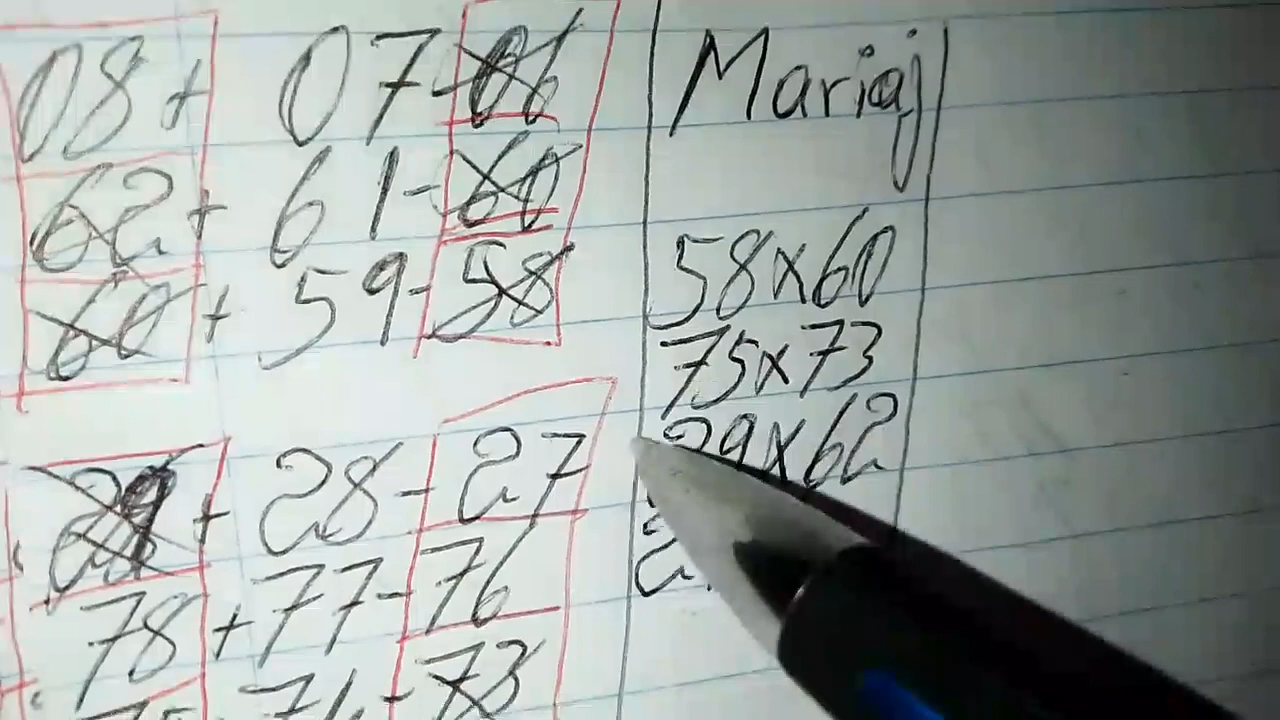 08+ 07-06
62+ 61-60
60+ 59-58
29+ 28-27
78+77-76
74-73
Mariaj
58x60
75x73
29x62